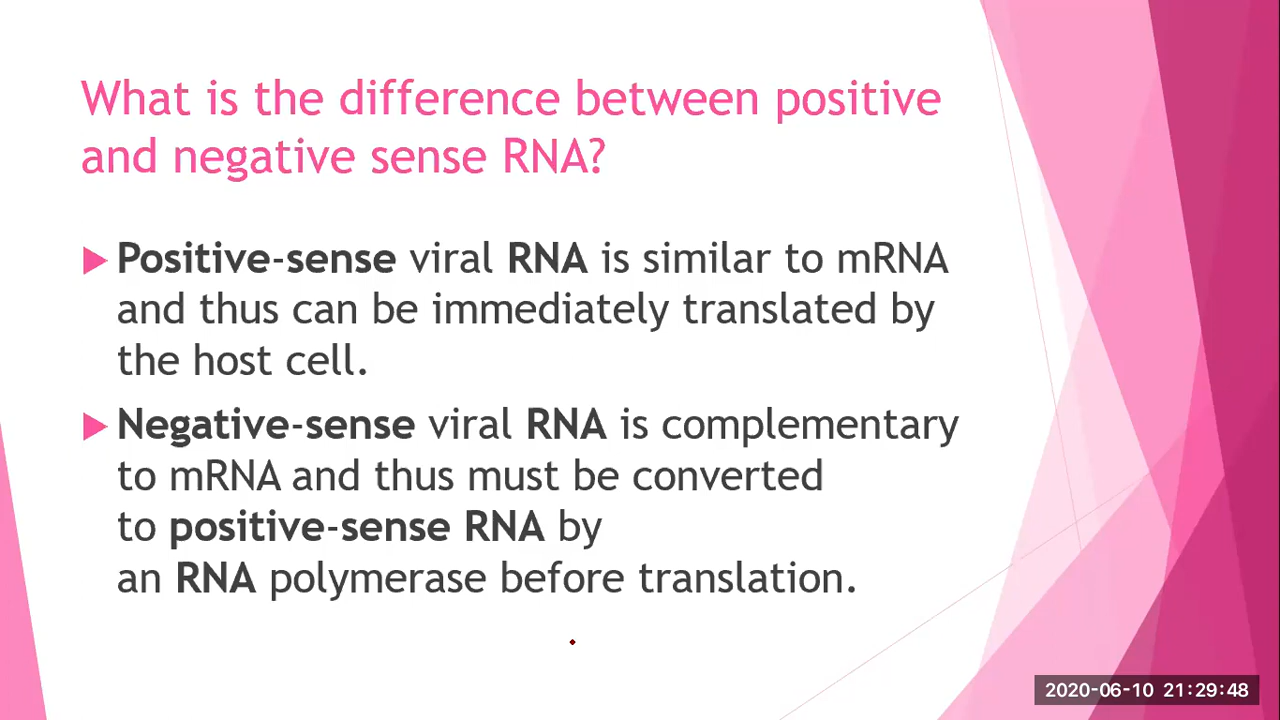 What is the difference between positive
and negative sense RNA?
Positive-sense viral RNA is similar to mRNA
and thus can be immediately translated by
the host cell.
Negative-sense viral RNA is complementary
to mRNA and thus must be converted
to positive-sense RNA by
an RNA polymerase before translation.
2020-06-10 21:29:48